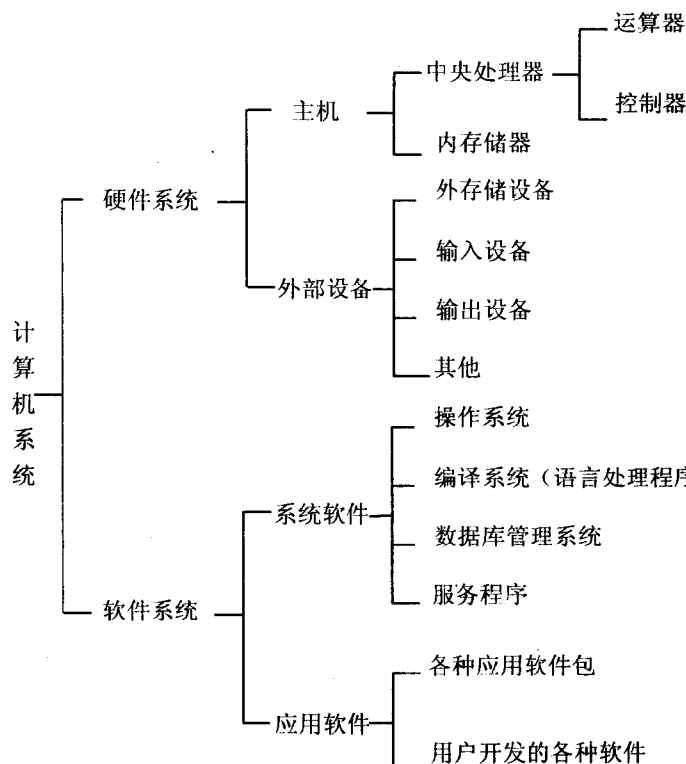 运算器
中央处理器
控制器
主机
内存储器
硬件系统
外存储设备
输入设备
外部设备
输出设备
其他
计算机系统
操作系统
编译系统（语言处理程序
系统软件
数据库管理系统
服务程序
软件系统
各种应用软件包
应用软件
用户开发的各种软件